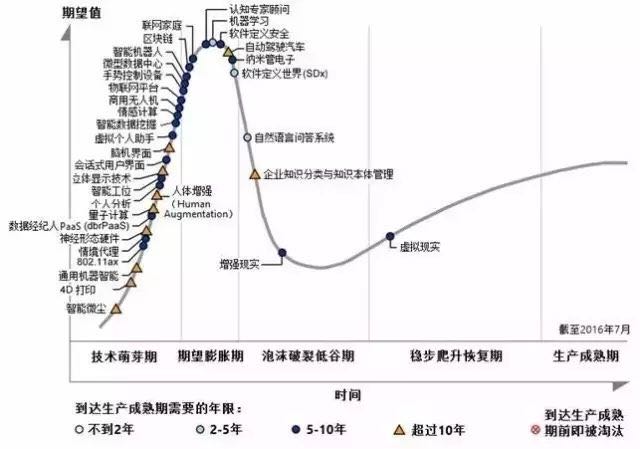 期望值
联网家庭
区块链
智能机器人
微型数据中心
手势控制设备
物联网平台
商用无人机
情感计算
智能数据挖掘
虚拟个人助手
脑机界面
会话式用户界面
立体显示技术
智能工位
个人分析
量子计算
数据经纪人PaaS (dbrPaaS)
神经形态硬件
情境代理
802.11ax
通用机器智能
4D 打印
智能微尘
人体增强
(Human
Augmentation)
认知专家顾问
机器学习
软件定义安全
自动驾驶汽车
纳米管电子
软件定义世界(SDx)
自然语言问答系统
企业知识分类与知识本体管理
增强现实
虚拟现实
截至2016年7月
技术萌芽期
期望膨胀期
泡沫破裂低谷期
稳步爬升恢复期
生产成熟期
时间
到达生产成熟期需要的年限:
不到2年
2-5年
5-10年
超过10年
到达生产成熟
期前即被淘汰